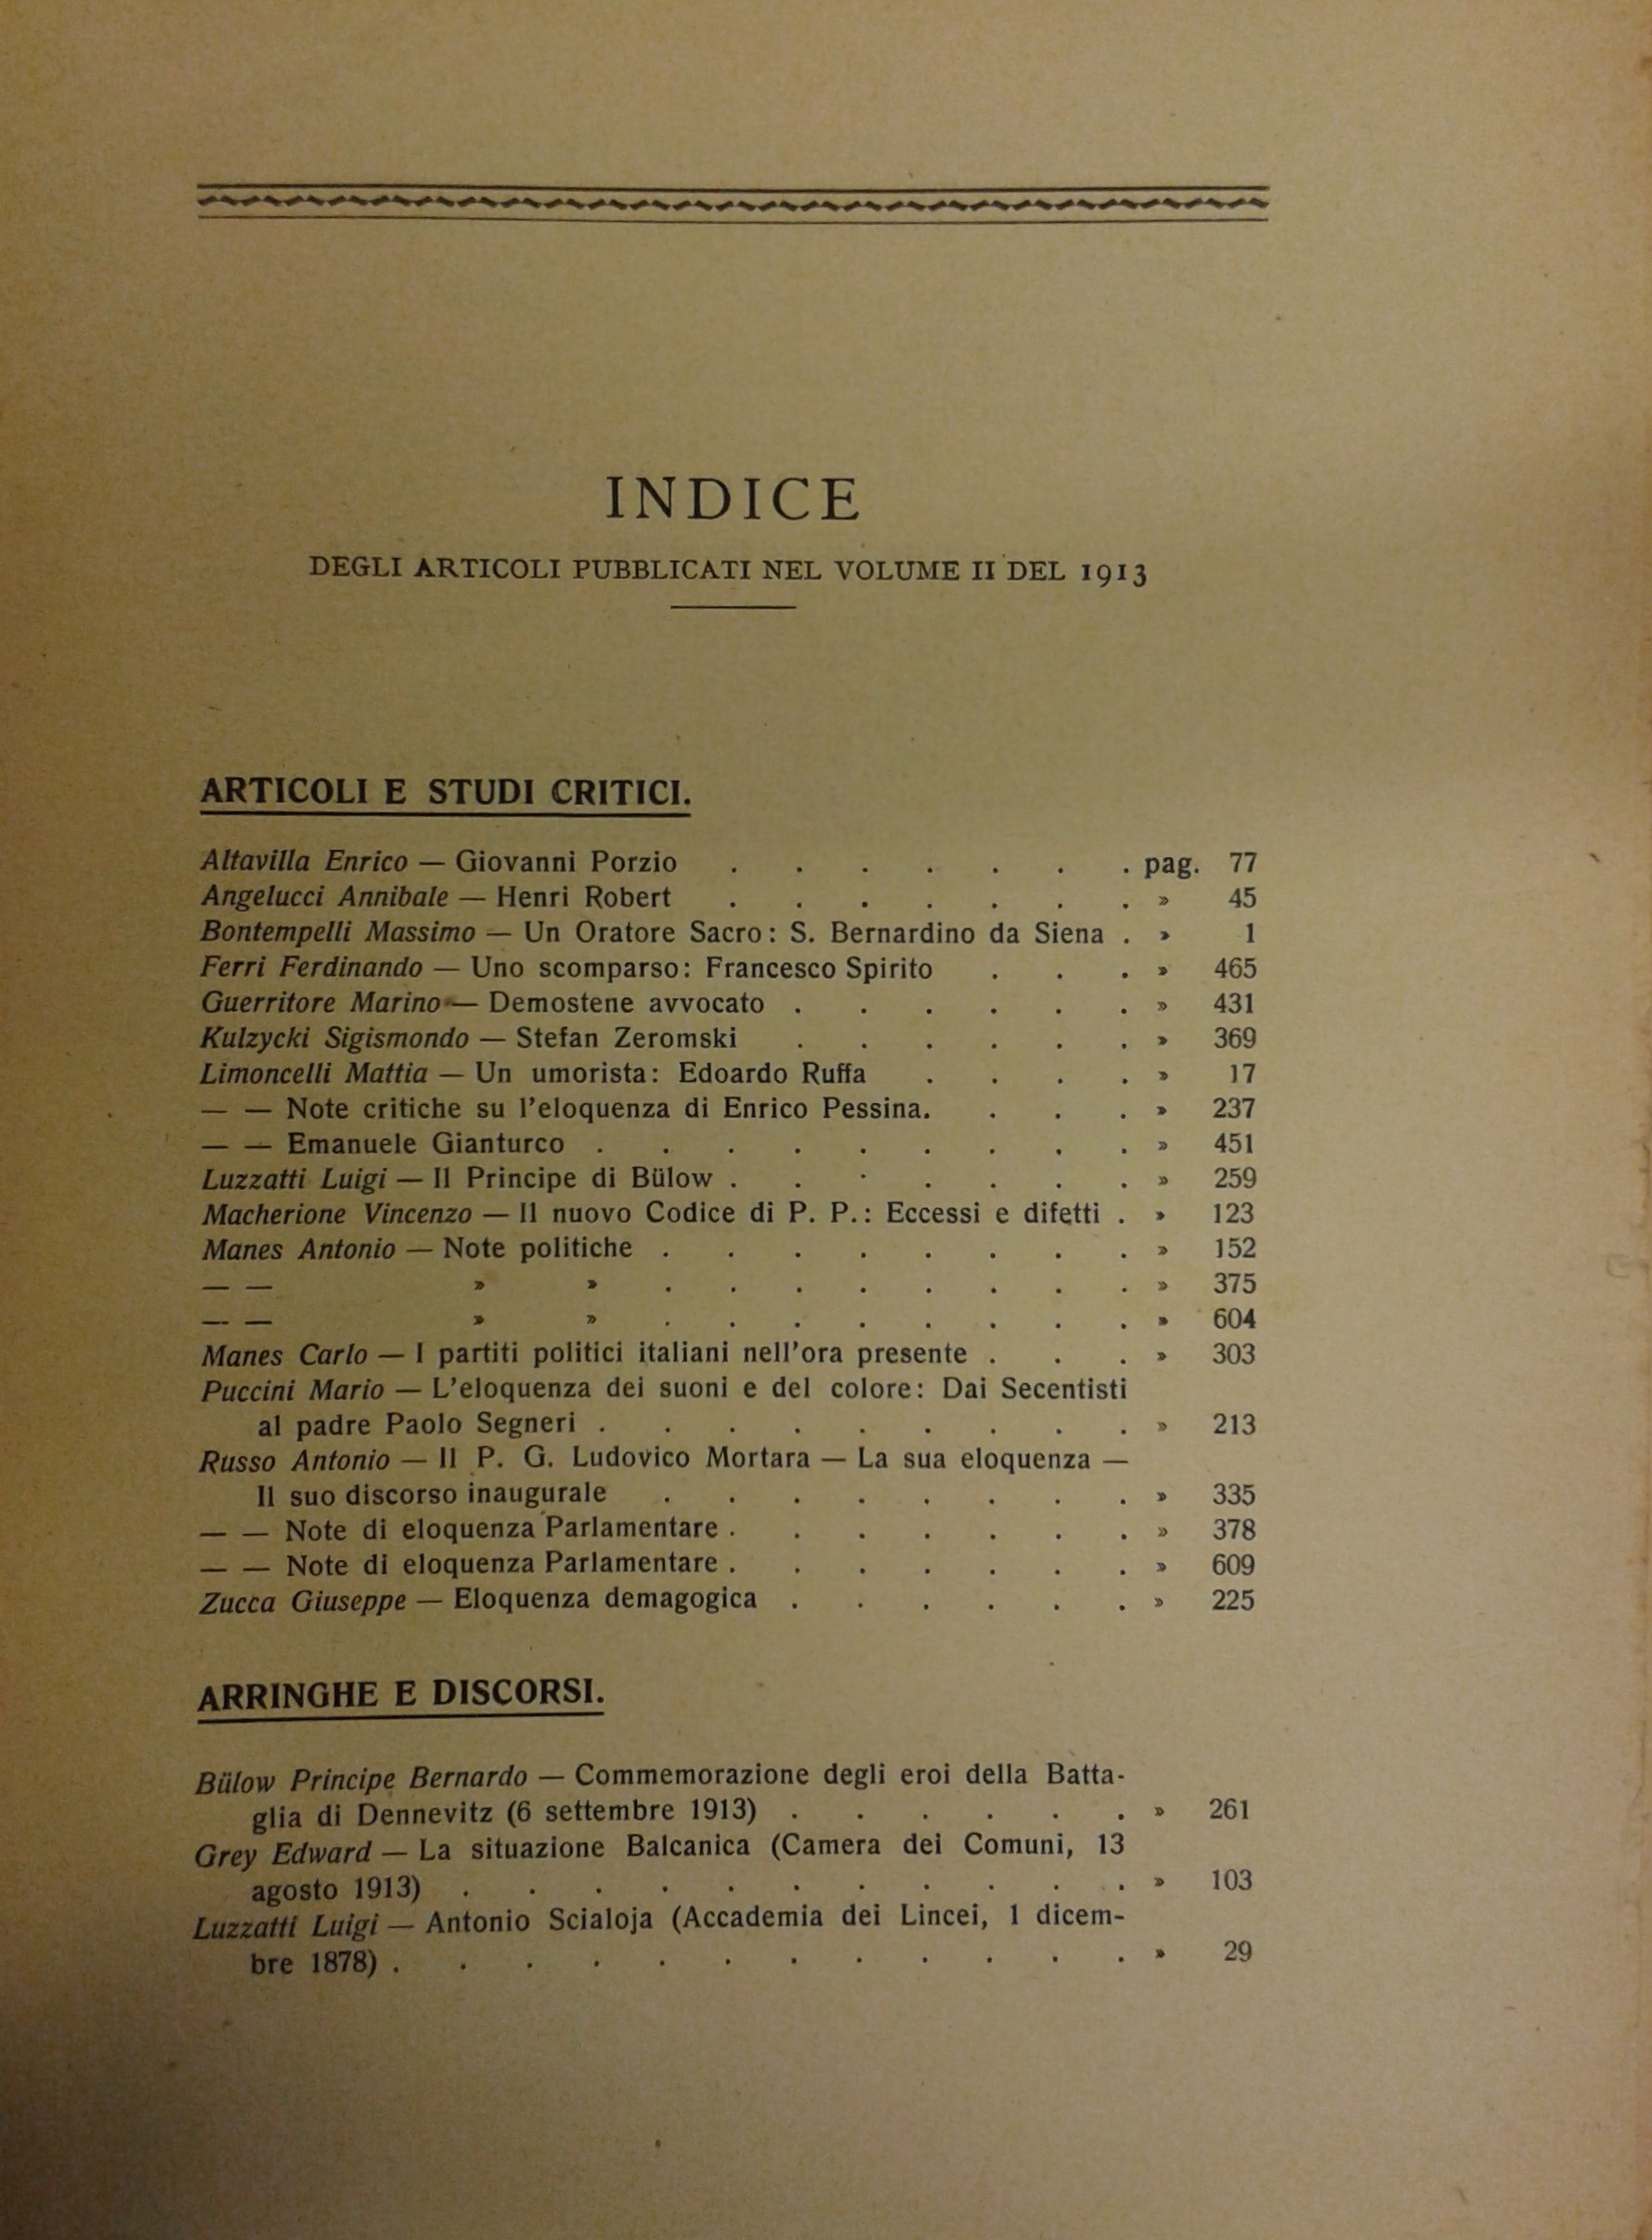 INDICE
DEGLI ARTICOLI PUBBLICATI NEL VOLUME II DEL 1913
ARTICOLI E STUDI CRITICI.
Altavilla Enrico — Giovanni Porzio . . . . . . . pag. 77
Angelucci Annibale — Henri Robert . . . . . . . » 45
Bontempelli Massimo — Un Oratore Sacro: S. Bernardino da Siena . » 1
Ferri Ferdinando — Uno scomparso: Francesco Spirito . . . » 465
Guerritore Marino — Demostene avvocato . . . . . . » 431
Kulzycki Sigismondo — Stefan Zeromski . . . . . . » 369
Limoncelli Mattia — Un umorista: Edoardo Ruffa . . . . » 17
— — Note critiche su l'eloquenza di Enrico Pessina. . . . » 237
— — Emanuele Gianturco . . . . . . . . . » 451
Luzzatti Luigi — Il Principe di Bülow . . . . . . . » 259
Macherione Vincenzo — Il nuovo Codice di P. P.: Eccessi e difetti . » 123
Manes Antonio — Note politiche . . . . . . . . » 152
— — » » . . . . . . . . » 375
— — » » . . . . . . . . » 604
Manes Carlo — I partiti politici italiani nell'ora presente . . . » 303
Puccini Mario — L'eloquenza dei suoni e del colore: Dai Secentisti
al padre Paolo Segneri . . . . . . . . . » 213
Russo Antonio — Il P. G. Ludovico Mortara — La sua eloquenza —
Il suo discorso inaugurale . . . . . . . . » 335
— — Note di eloquenza Parlamentare . . . . . . . » 378
— — Note di eloquenza Parlamentare . . . . . . . » 609
Zucca Giuseppe — Eloquenza demagogica . . . . . . » 225
ARRINGHE E DISCORSI.
Bülow Principe Bernardo — Commemorazione degli eroi della Batta-
glia di Dennevitz (6 settembre 1913) . . . . . . » 261
Grey Edward — La situazione Balcanica (Camera dei Comuni, 13
agosto 1913) . . . . . . . . . . . » 103
Luzzatti Luigi — Antonio Scialoja (Accademia dei Lincei, 1 dicem-
bre 1878) . . . . . . . . . . . . » 29